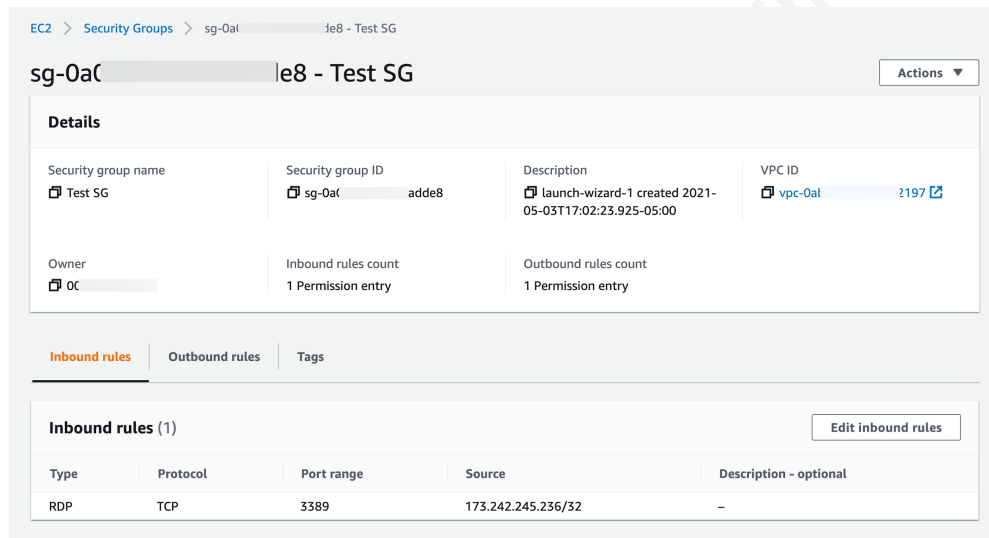 EC2 > Security Groups > sg-0a de8 - Test SG
sg-0a e8 - Test SG
Actions ▼
Details
Security group name
Test SG
Security group ID
sg-0a adde8
Description
launch-wizard-1 created 2021-
05-03T17:02:23.925-05:00
VPC ID
vpc-0a 2197
Owner
00
Inbound rules count
1 Permission entry
Outbound rules count
1 Permission entry
Inbound rules
Outbound rules
Tags
Inbound rules (1)
Edit inbound rules
Type Protocol Port range Source Description - optional
RDP TCP 3389 173.242.245.236/32 –